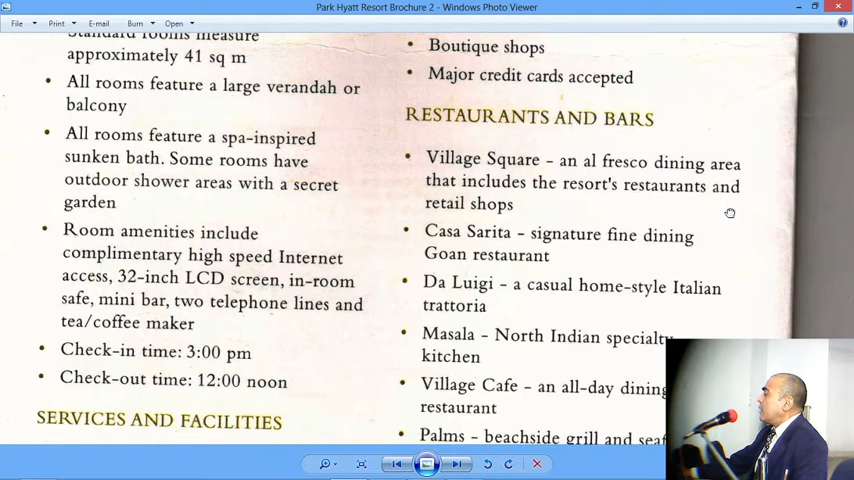 Park Hyatt Resort Brochure 2 - Windows Photo Viewer
File Print E-mail Burn Open
Standard rooms measure
approximately 41 sq m
• All rooms feature a large verandah or
balcony
• All rooms feature a spa-inspired
sunken bath. Some rooms have
outdoor shower areas with a secret
garden
• Room amenities include
complimentary high speed Internet
access, 32-inch LCD screen, in-room
safe, mini bar, two telephone lines and
tea/coffee maker
• Check-in time: 3:00 pm
• Check-out time: 12:00 noon
SERVICES AND FACILITIES
• Boutique shops
• Major credit cards accepted
RESTAURANTS AND BARS
• Village Square – an al fresco dining area
that includes the resort's restaurants and
retail shops
• Casa Sarita – signature fine dining
Goan restaurant
• Da Luigi – a casual home-style Italian
trattoria
• Masala – North Indian specialty
kitchen
• Village Cafe – an all-day dining
restaurant
• Palms – beachside grill and